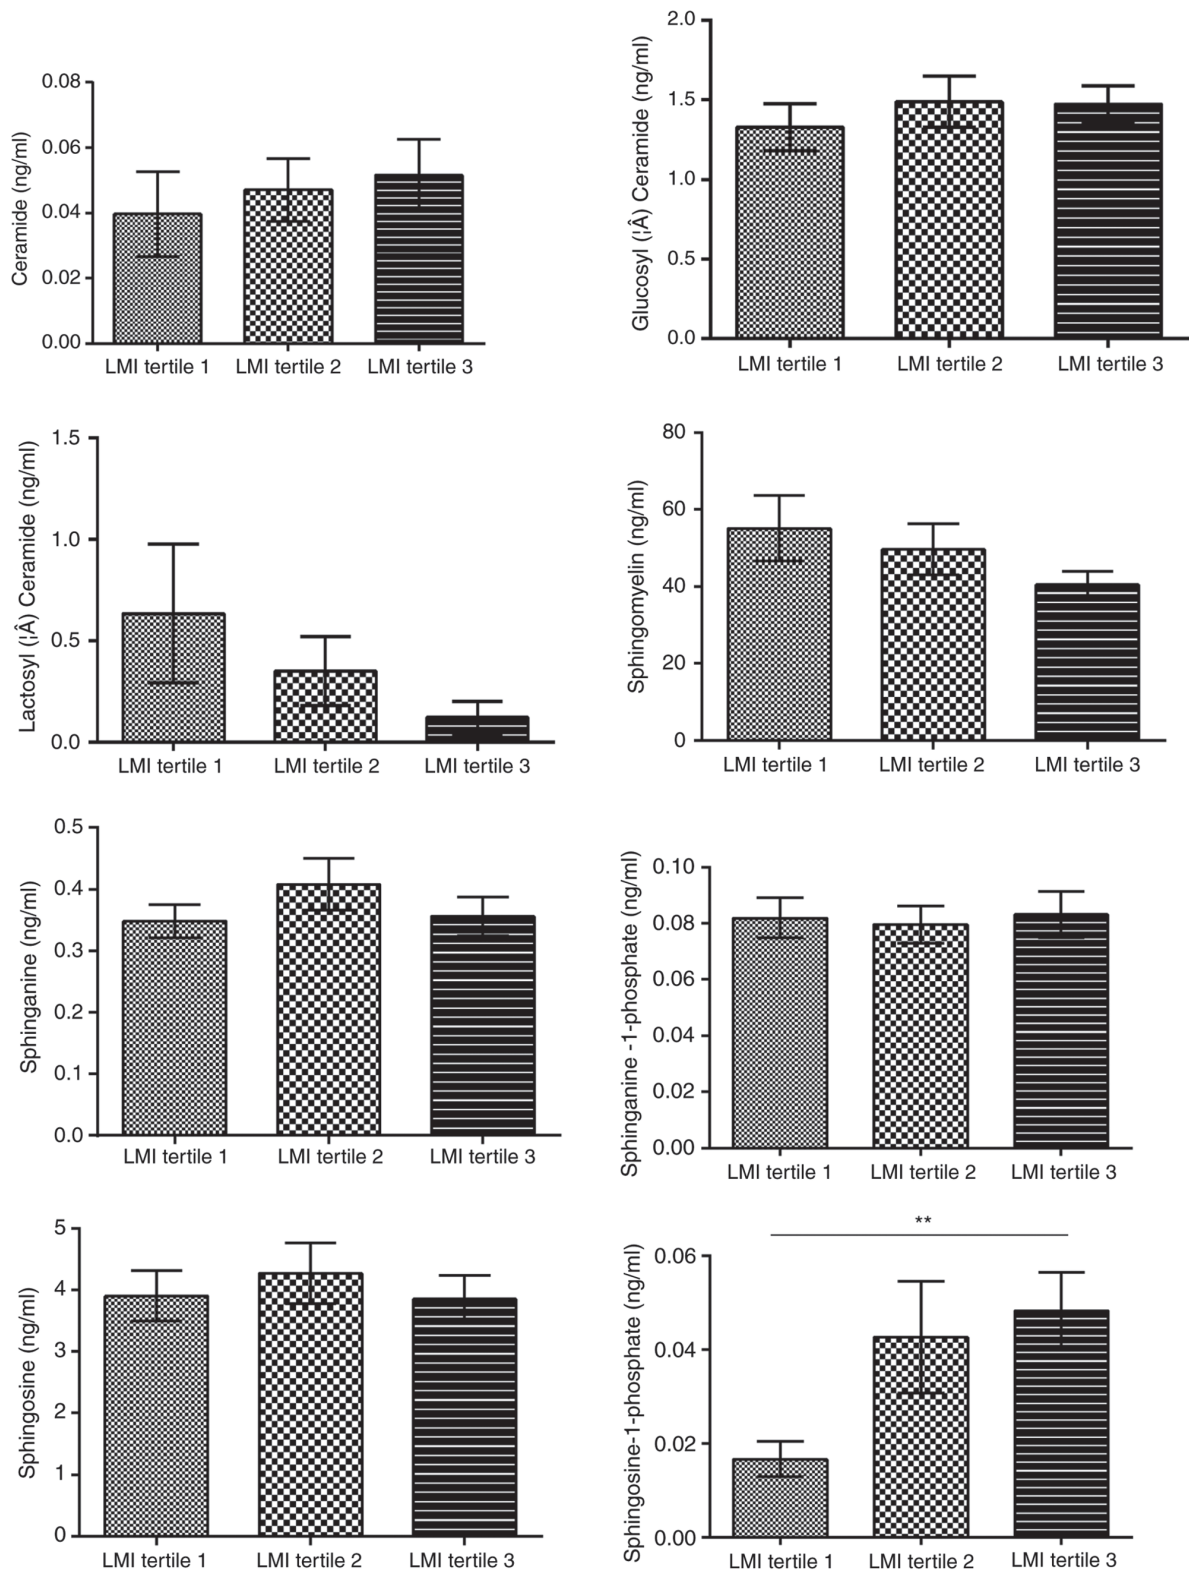 Ceramide (ng/ml)
0.08
0.06
0.04
0.02
0.00
LMI tertile 1 LMI tertile 2 LMI tertile 3
Glucosyl (¦Â) Ceramide (ng/ml)
2.0
1.5
1.0
0.5
0.0
LMI tertile 1 LMI tertile 2 LMI tertile 3
Lactosyl (¦Â) Ceramide (ng/ml)
1.5
1.0
0.5
0.0
LMI tertile 1 LMI tertile 2 LMI tertile 3
Sphingomyelin (ng/ml)
80
60
40
20
0
LMI tertile 1 LMI tertile 2 LMI tertile 3
Sphinganine (ng/ml)
0.5
0.4
0.3
0.2
0.1
0.0
LMI tertile 1 LMI tertile 2 LMI tertile 3
Sphinganine -1-phosphate (ng/ml)
0.10
0.08
0.06
0.04
0.02
0.00
LMI tertile 1 LMI tertile 2 LMI tertile 3
Sphingosine (ng/ml)
5
4
3
2
1
0
LMI tertile 1 LMI tertile 2 LMI tertile 3
Sphingosine-1-phosphate (ng/ml)
**
0.06
0.04
0.02
0.00
LMI tertile 1 LMI tertile 2 LMI tertile 3